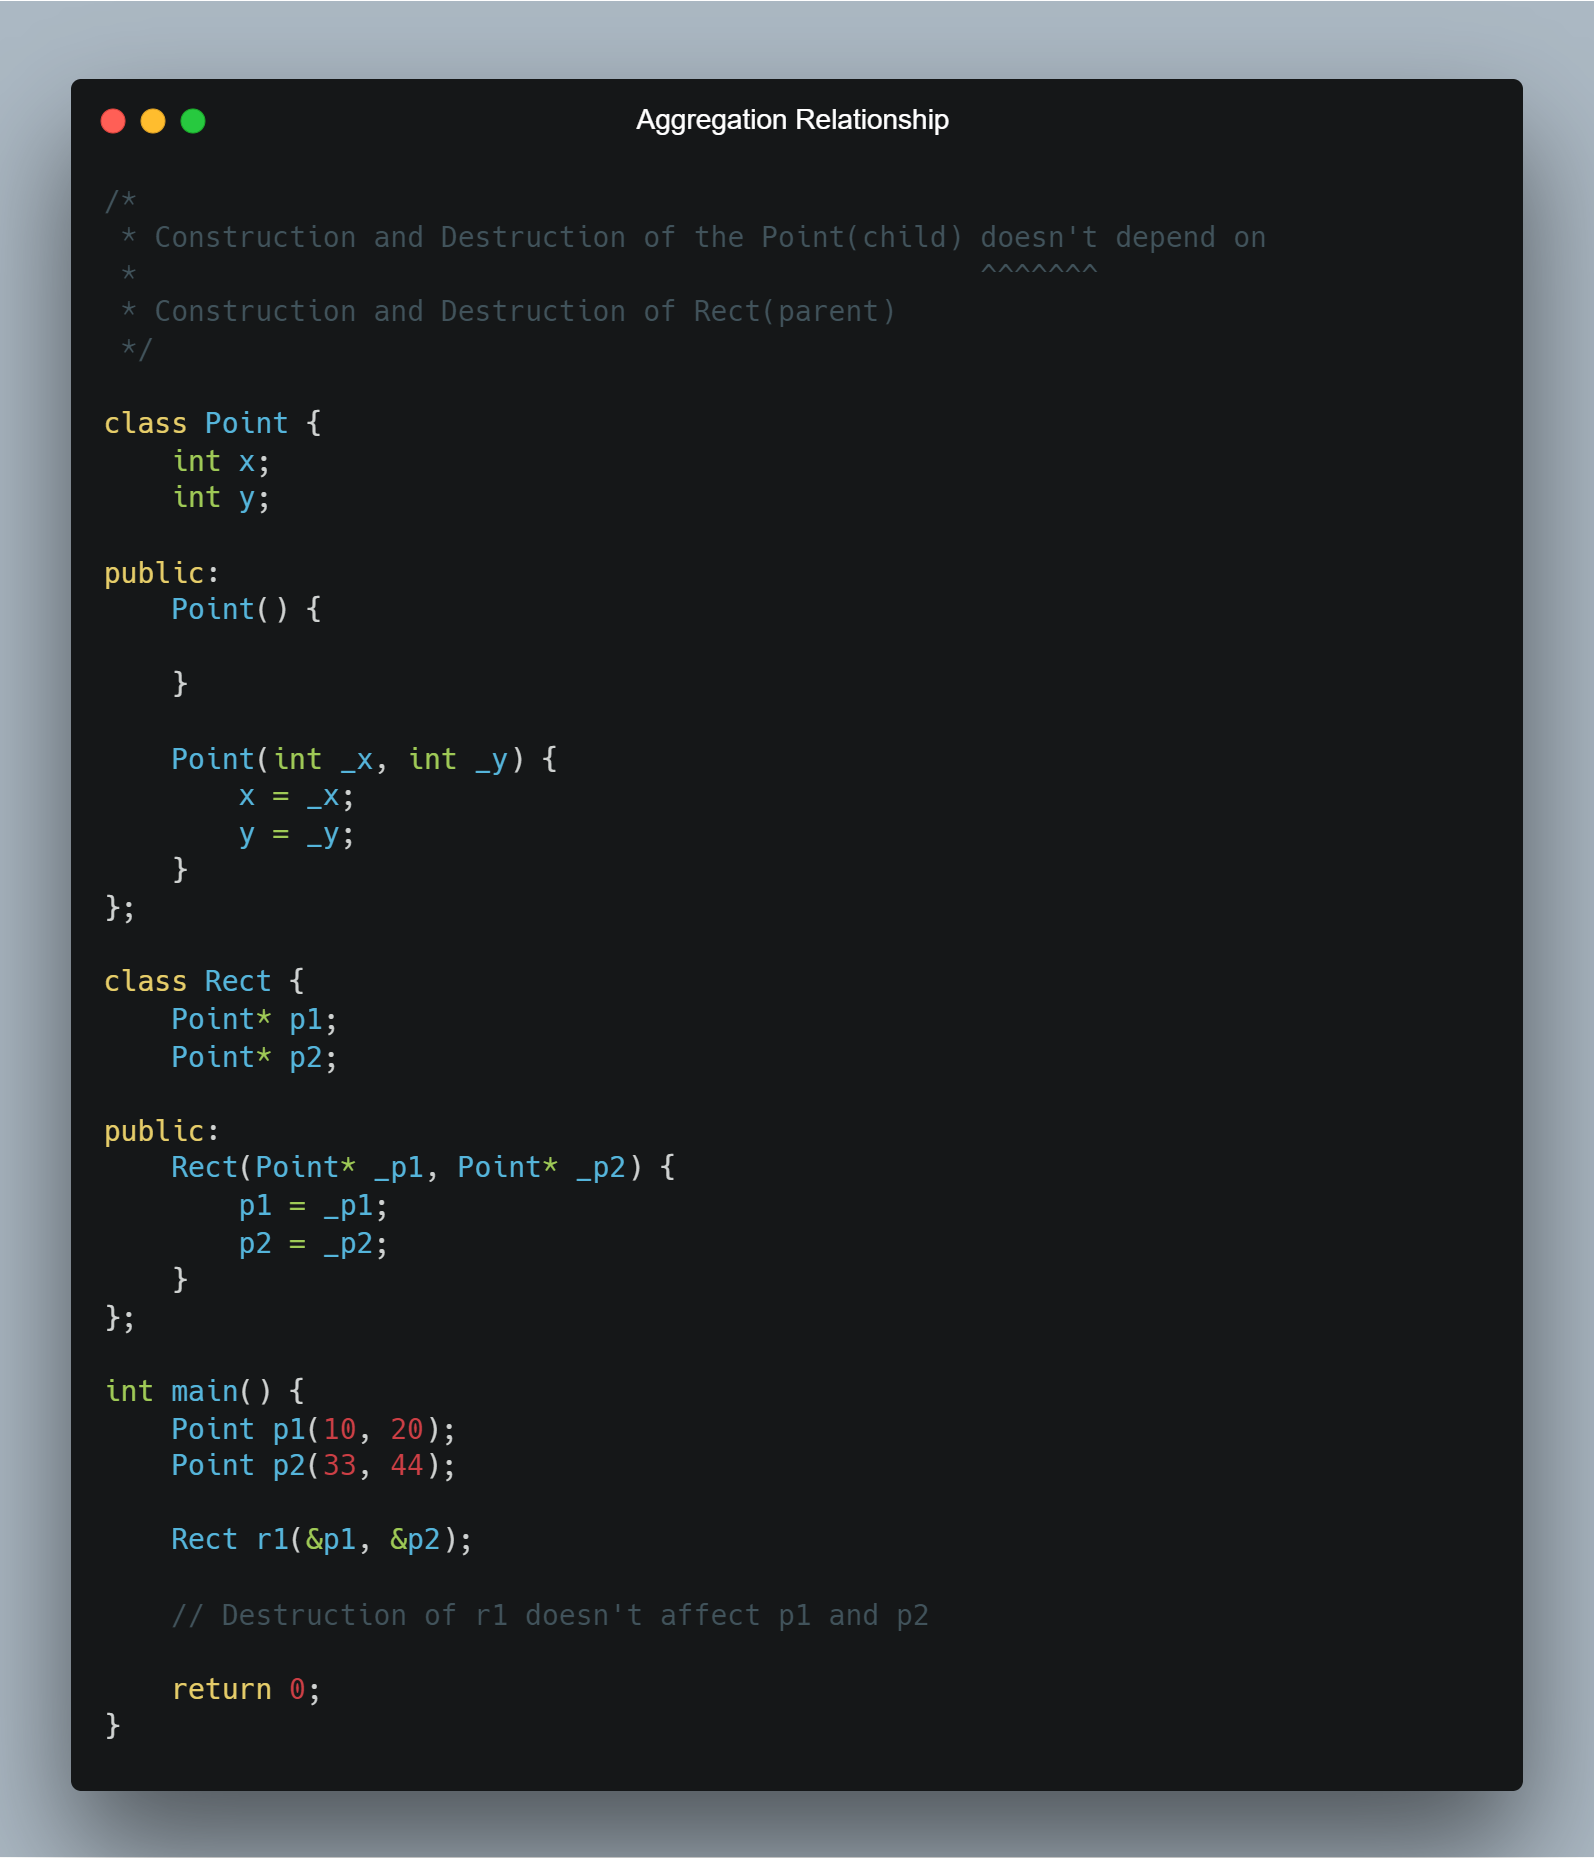 Aggregation Relationship
/*
 * Construction and Destruction of the Point(child) doesn't depend on
 *                                                  ^^^^^^^
 * Construction and Destruction of Rect(parent)
 */
class Point {
    int x;
    int y;
public:
    Point() {
    }
    Point(int _x, int _y) {
        x = _x;
        y = _y;
    }
};
class Rect {
    Point* p1;
    Point* p2;
public:
    Rect(Point* _p1, Point* _p2) {
        p1 = _p1;
        p2 = _p2;
    }
};
int main() {
    Point p1(10, 20);
    Point p2(33, 44);
    Rect r1(&p1, &p2);
    // Destruction of r1 doesn't affect p1 and p2
    return 0;
}